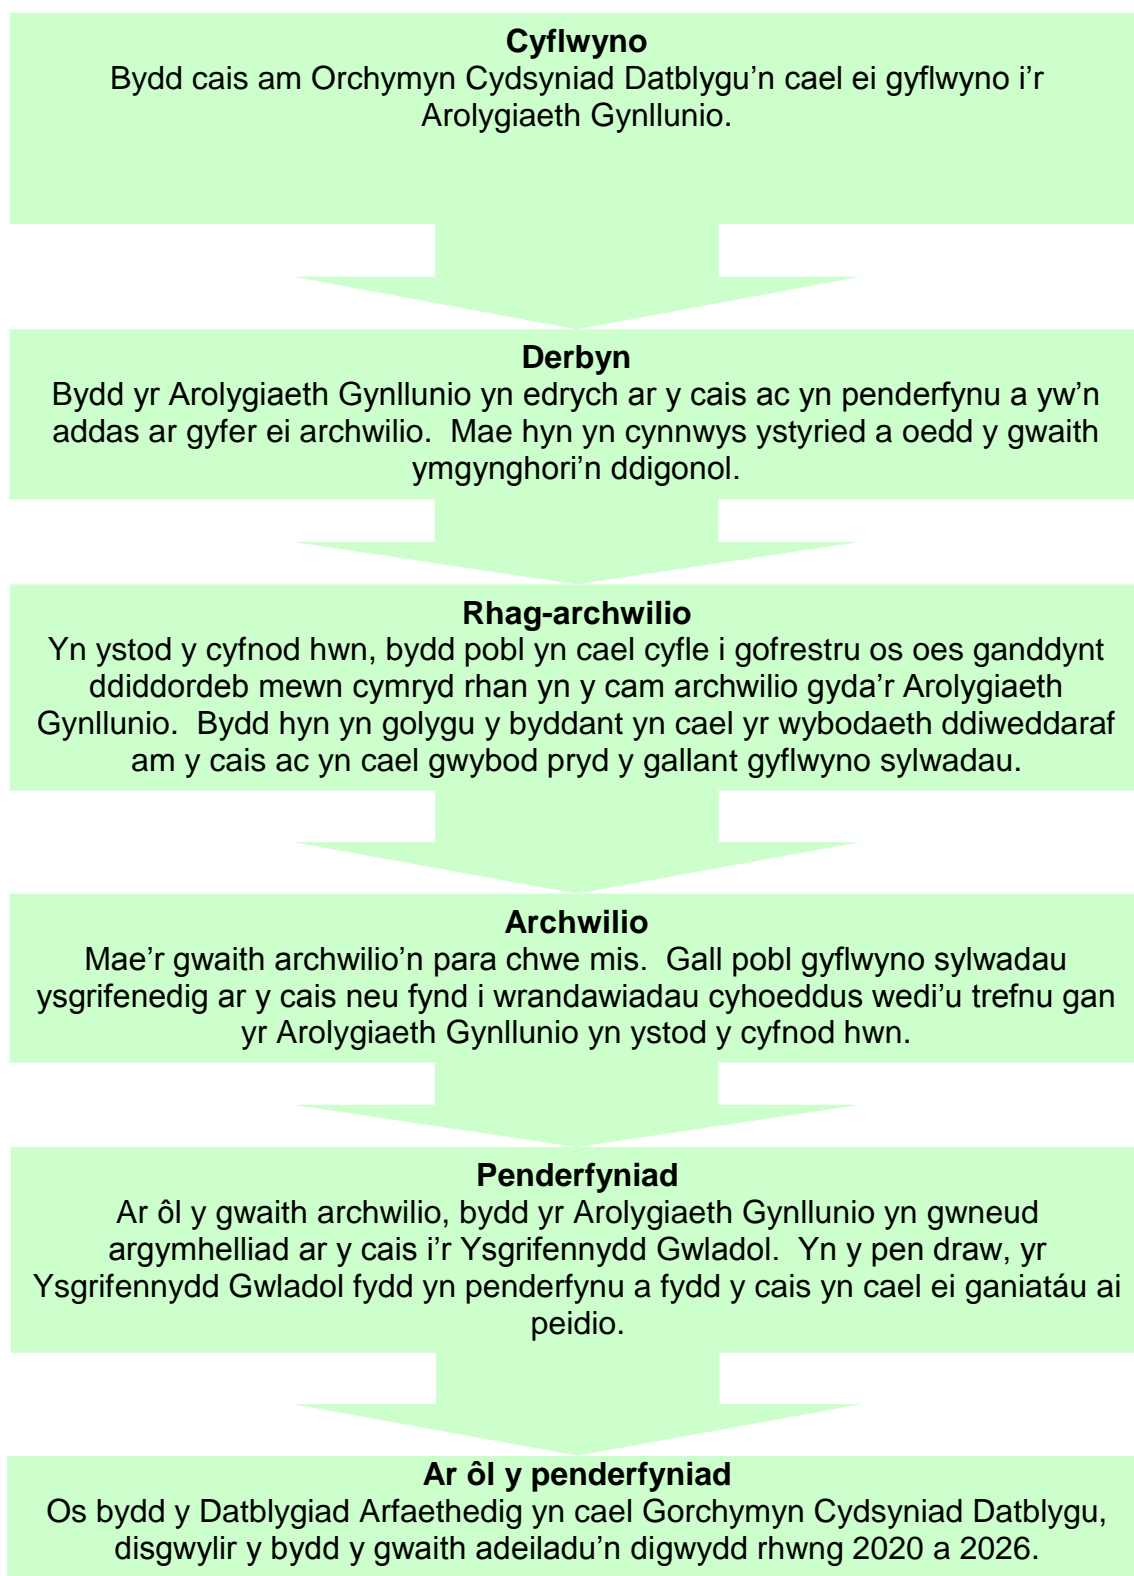 Cyflwyno
Bydd cais am Orchymyn Cydsyniad Datblygu’n cael ei gyflwyno i’r
Arolygiaeth Gynllunio.
Derbyn
Bydd yr Arolygiaeth Gynllunio yn edrych ar y cais ac yn penderfynu a yw’n
addas ar gyfer ei archwilio.  Mae hyn yn cynnwys ystyried a oedd y gwaith
ymgynghori’n ddigonol.
Rhag-archwilio
Yn ystod y cyfnod hwn, bydd pobl yn cael cyfle i gofrestru os oes ganddynt
ddiddordeb mewn cymryd rhan yn y cam archwilio gyda’r Arolygiaeth
Gynllunio.  Bydd hyn yn golygu y byddant yn cael yr wybodaeth ddiweddaraf
am y cais ac yn cael gwybod pryd y gallant gyflwyno sylwadau.
Archwilio
Mae’r gwaith archwilio’n para chwe mis.  Gall pobl gyflwyno sylwadau
ysgrifenedig ar y cais neu fynd i wrandawiadau cyhoeddus wedi’u trefnu gan
yr Arolygiaeth Gynllunio yn ystod y cyfnod hwn.
Penderfyniad
Ar ôl y gwaith archwilio, bydd yr Arolygiaeth Gynllunio yn gwneud
argymhelliad ar y cais i’r Ysgrifennydd Gwladol.  Yn y pen draw, yr
Ysgrifennydd Gwladol fydd yn penderfynu a fydd y cais yn cael ei ganiatáu ai
peidio.
Ar ôl y penderfyniad
Os bydd y Datblygiad Arfaethedig yn cael Gorchymyn Cydsyniad Datblygu,
disgwylir y bydd y gwaith adeiladu’n digwydd rhwng 2020 a 2026.